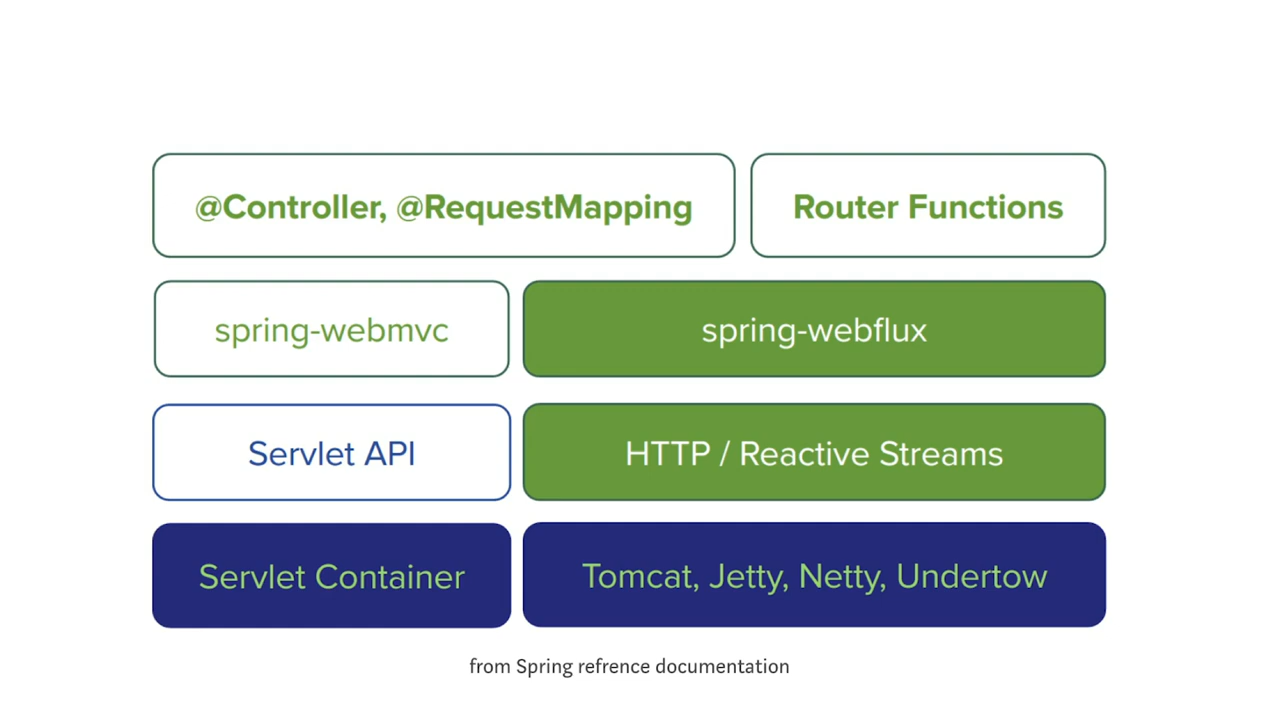 @Controller, @RequestMapping
Router Functions
spring-webmvc
spring-webflux
Servlet API
HTTP / Reactive Streams
Servlet Container
Tomcat, Jetty, Netty, Undertow
from Spring refrence documentation